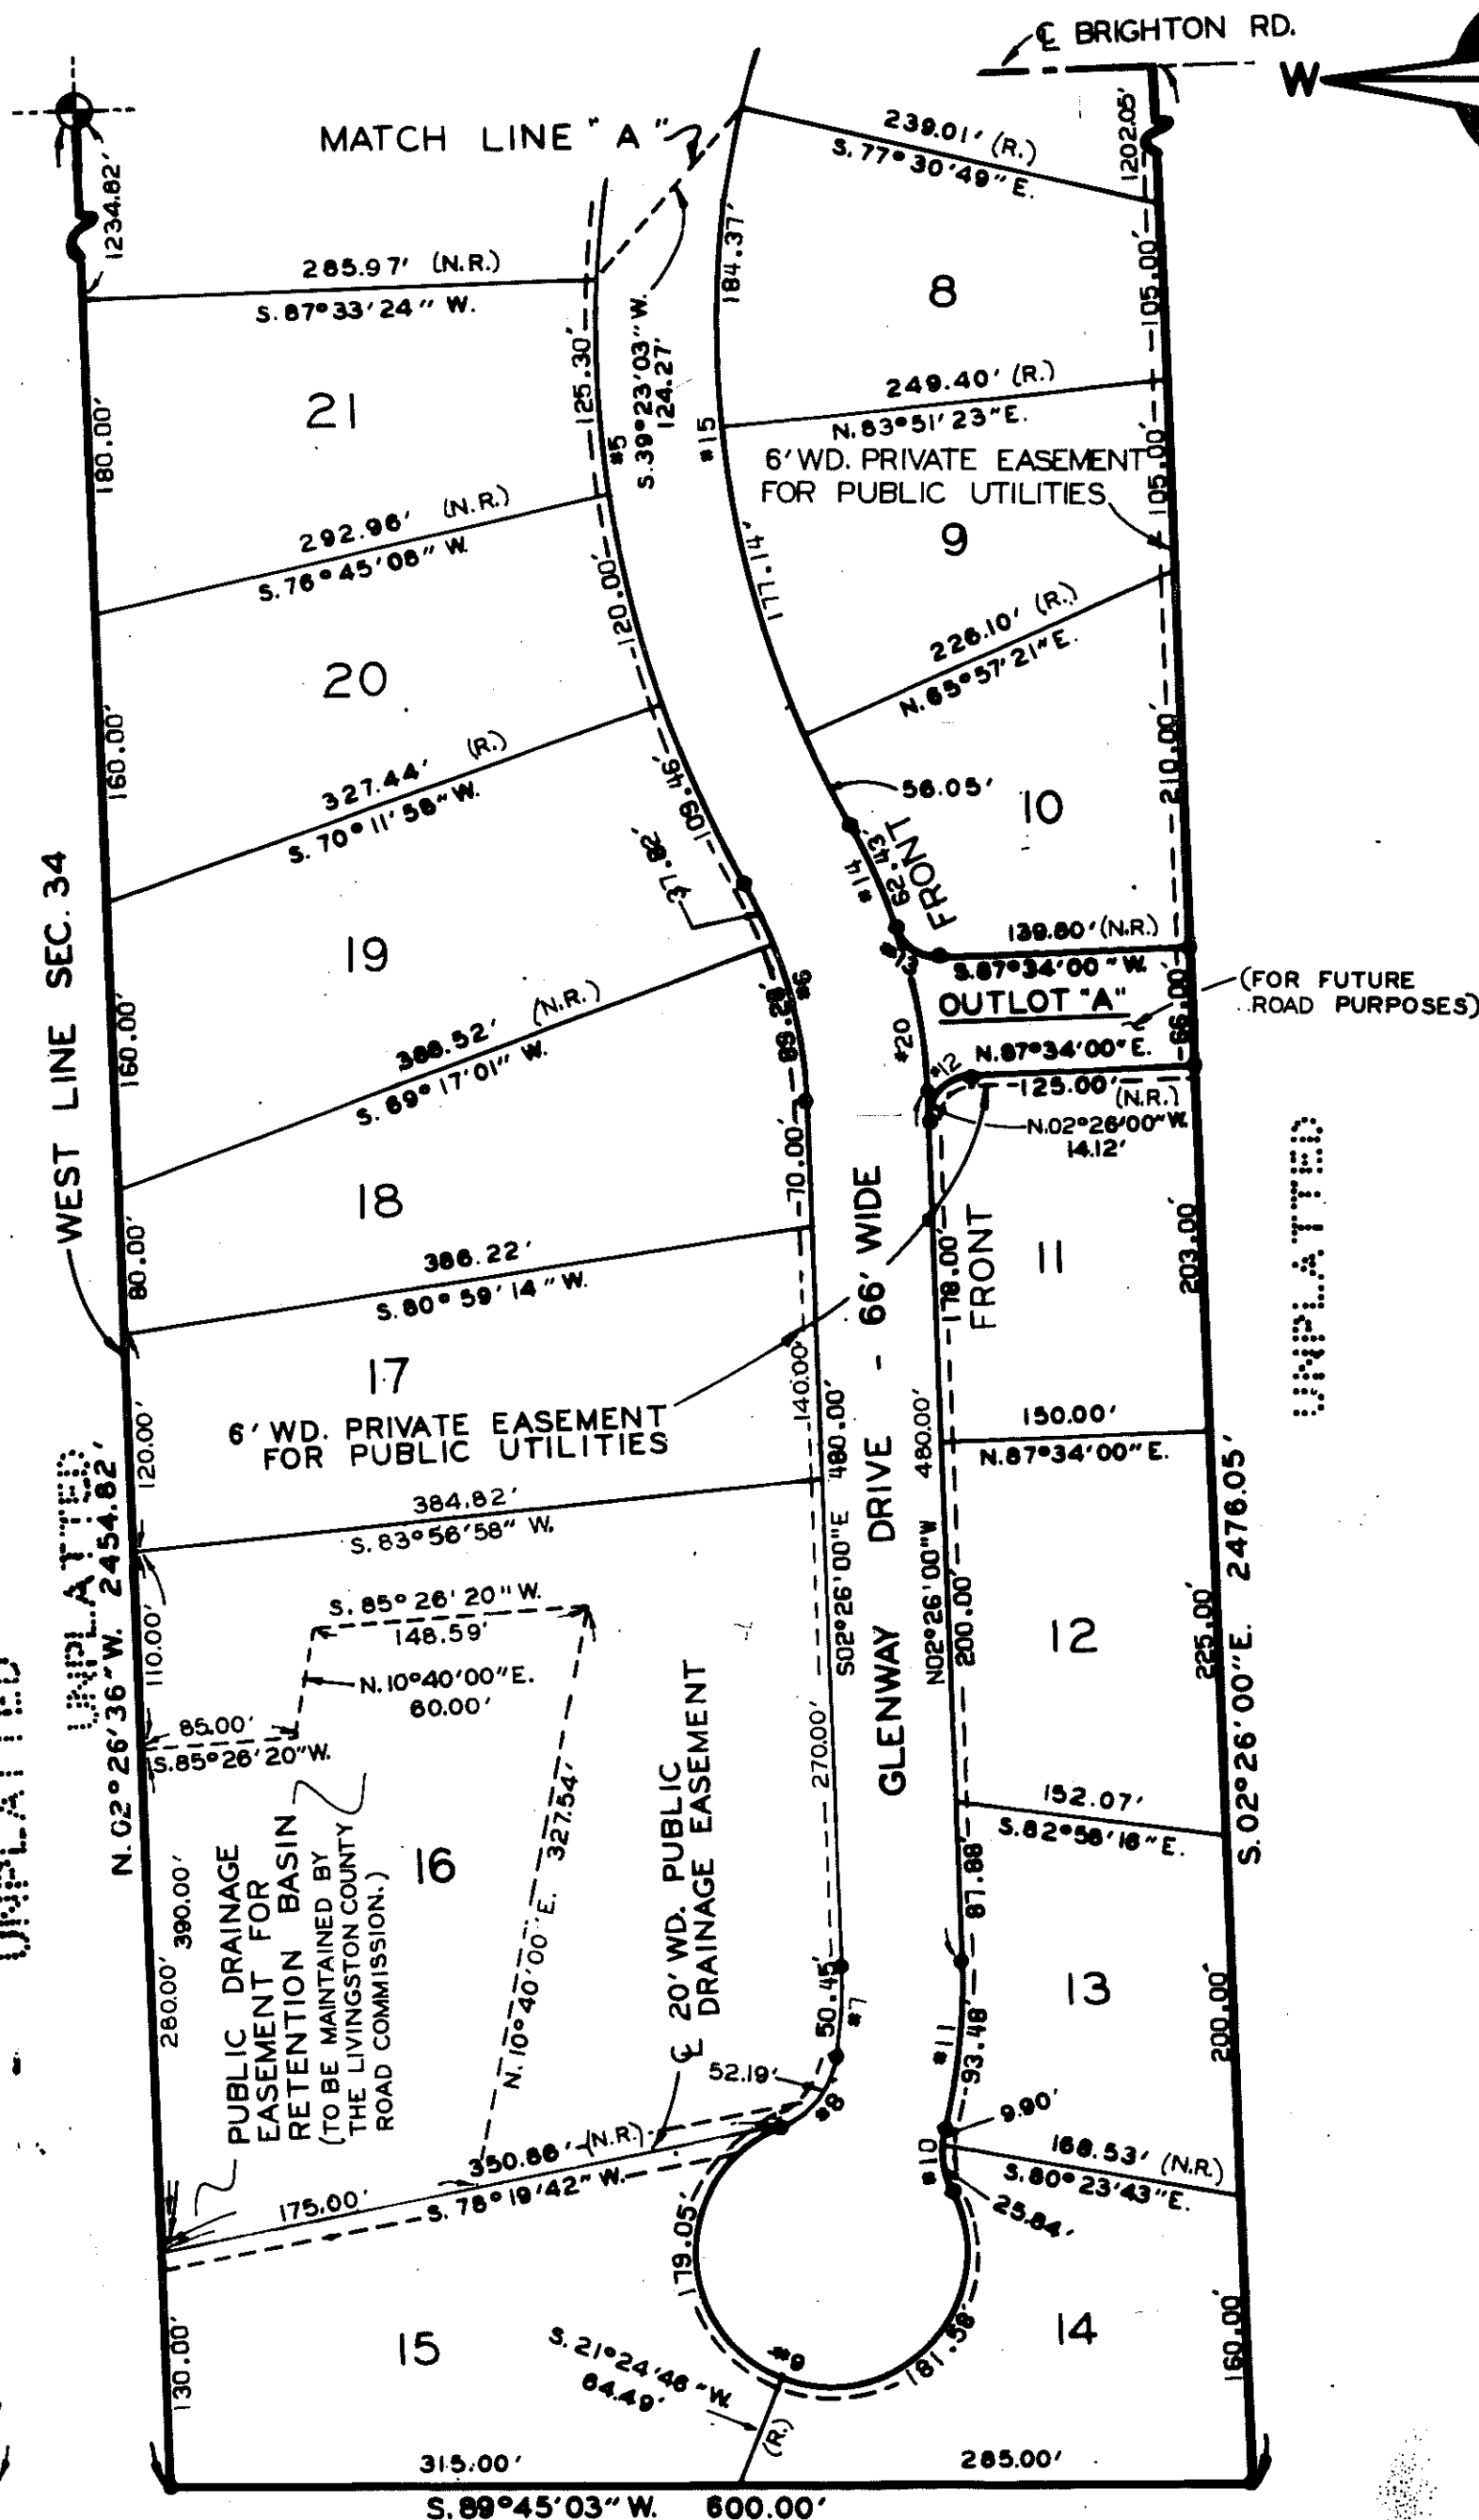 ℄ BRIGHTON RD.
W
MATCH LINE "A"
1234.82'
1202.05'
239.01' (R.)
S. 77° 30' 49" E.
285.97' (N.R.)
S. 87° 33' 24" W.
184.37'
8
105.00'
125.30'
S. 39° 23' 03" W.
124.27'
21
249.40' (R.)
N. 83° 51' 23" E.
180.00'
#5
#15
6' WD. PRIVATE EASEMENT
FOR PUBLIC UTILITIES
105.00'
292.96' (N.R.)
S. 76° 45' 08" W.
9
177.14'
120.00'
226.10' (R.)
N. 65° 57' 21" E.
20
160.00'
327.44' (R.)
S. 70° 11' 58" W.
109.46'
56.05'
10
210.00'
37.82'
#14
62.43'
FRONT
WEST LINE SEC. 34
19
139.80' (N.R.)
S. 87° 34' 00" W.
#13
OUTLOT "A"
(FOR FUTURE
ROAD PURPOSES)
66.00'
160.00'
388.52' (N.R.)
S. 69° 17' 01" W.
89.28'
#6
#20
#12
N. 87° 34' 00" E.
125.00'
(N.R.)
N. 02° 26' 00" W.
14.12'
18
70.00'
UNPLATTED
80.00'
386.22'
S. 80° 59' 14" W.
178.00'
FRONT
11
203.00'
17
6' WD. PRIVATE EASEMENT
FOR PUBLIC UTILITIES
140.00'
480.00'
S02° 26' 00" E
GLENWAY DRIVE - 66' WIDE
480.00'
N02° 26' 00" W
150.00'
N. 87° 34' 00" E.
120.00'
384.82'
S. 83° 56' 58" W.
UNPLATTED
N. 02° 26' 36" W. 2454.82'
S. 02° 26' 00" E. 2476.05'
S. 85° 26' 20" W.
148.59'
N. 10° 40' 00" E.
60.00'
110.00'
85.00'
S. 85° 26' 20" W.
200.00'
12
225.00'
270.00'
152.07'
S. 82° 58' 16" E.
UNPLATTED
PUBLIC DRAINAGE
EASEMENT FOR
RETENTION BASIN
(TO BE MAINTAINED BY
THE LIVINGSTON COUNTY
ROAD COMMISSION.)
16
N. 10° 40' 00" E. 327.54'
℄ 20' WD. PUBLIC
DRAINAGE EASEMENT
390.00'
280.00'
87.88'
13
200.00'
50.45'
#7
#11
93.48'
52.19'
#8
9.90'
#10
350.86' (N.R.)
S. 78° 19' 42" W.
175.00'
168.53' (N.R.)
S. 80° 23' 43" E.
25.84'
179.05'
15
14
130.00'
S. 21° 24' 46" W.
64.49'
#9
(R.)
181.58'
160.00'
315.00'
285.00'
S. 89° 45' 03" W. 600.00'